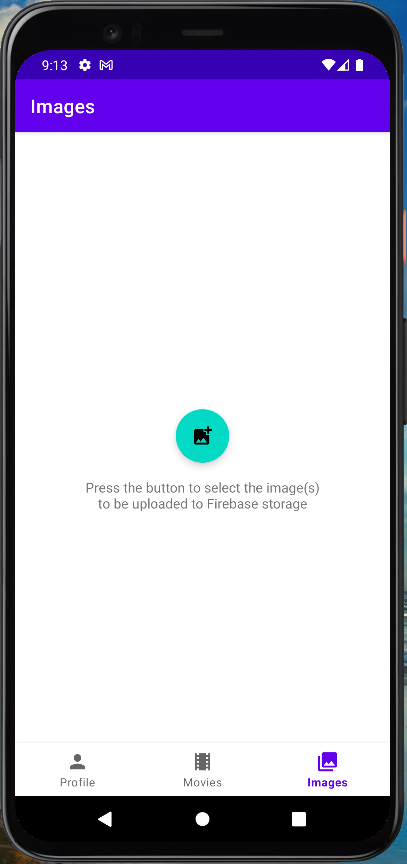 9:13
Images
Press the button to select the image(s)
to be uploaded to Firebase storage
Profile
Movies
Images